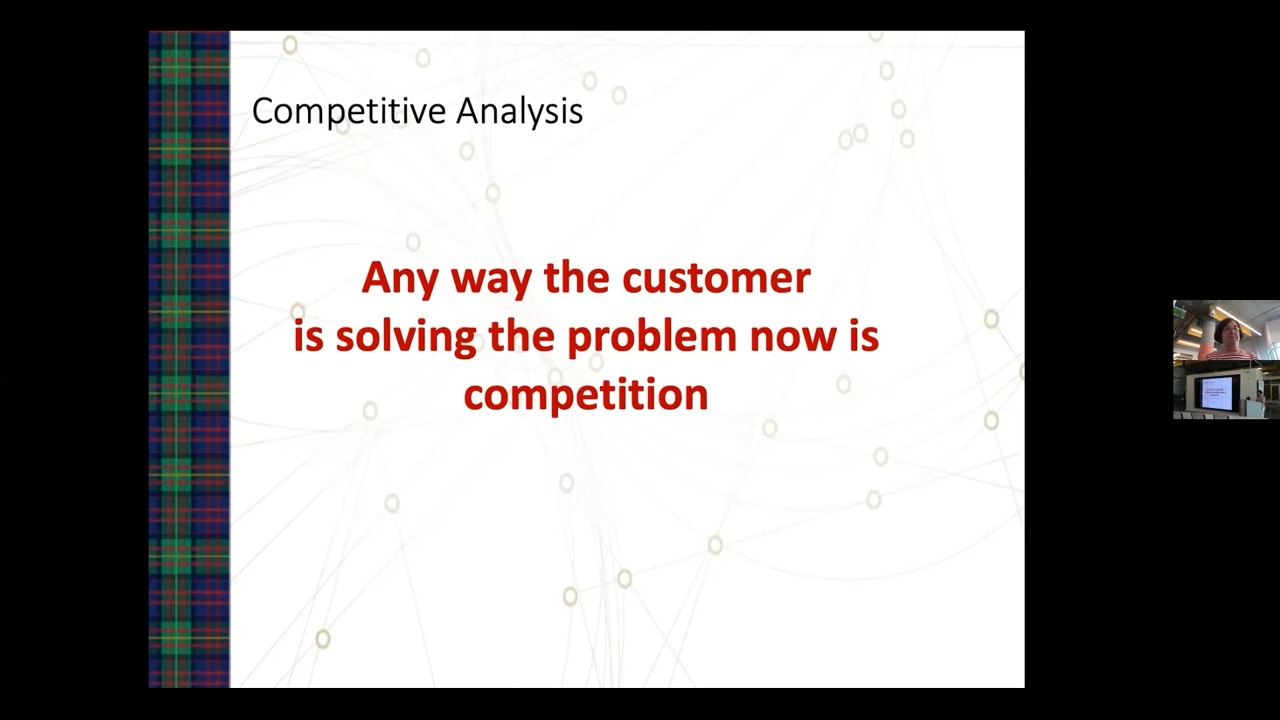 Competitive Analysis
Any way the customer
is solving the problem now is
competition